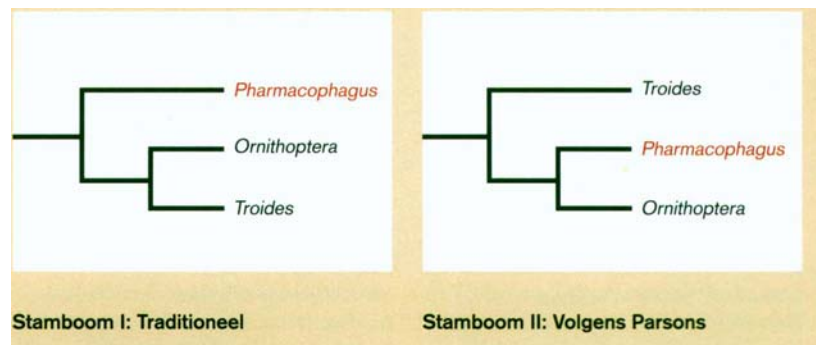 Pharmacophagus
Ornithoptera
Troides
Stamboom I: Traditioneel
Troides
Pharmacophagus
Ornithoptera
Stamboom II: Volgens Parsons